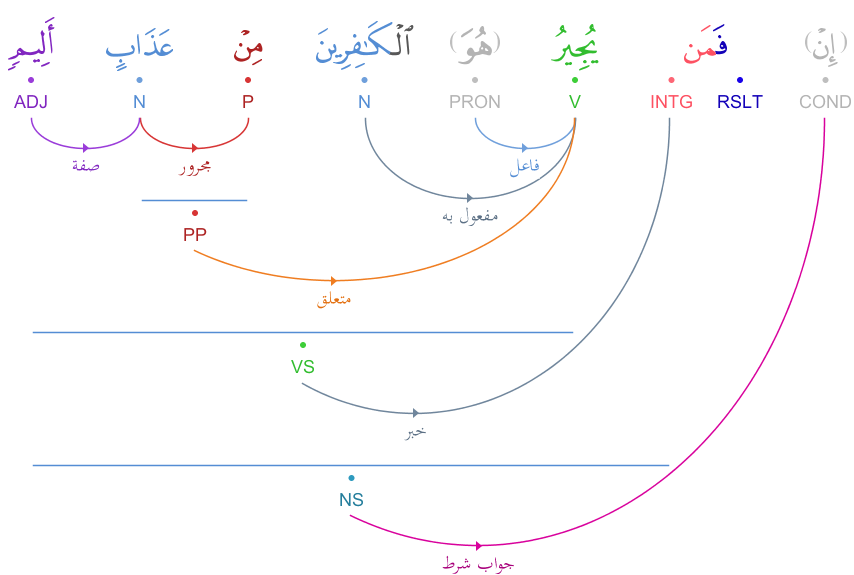 (إِنْ) فَمَن يُجِيرُ (هُوَ) ٱلْكَـٰفِرِينَ مِنْ عَذَابٍ أَلِيمٍ
COND RSLT INTG V PRON N P N ADJ
فاعل مجرور صفة
مفعول به
PP
متعلق
VS
خبر
NS
جواب شرط